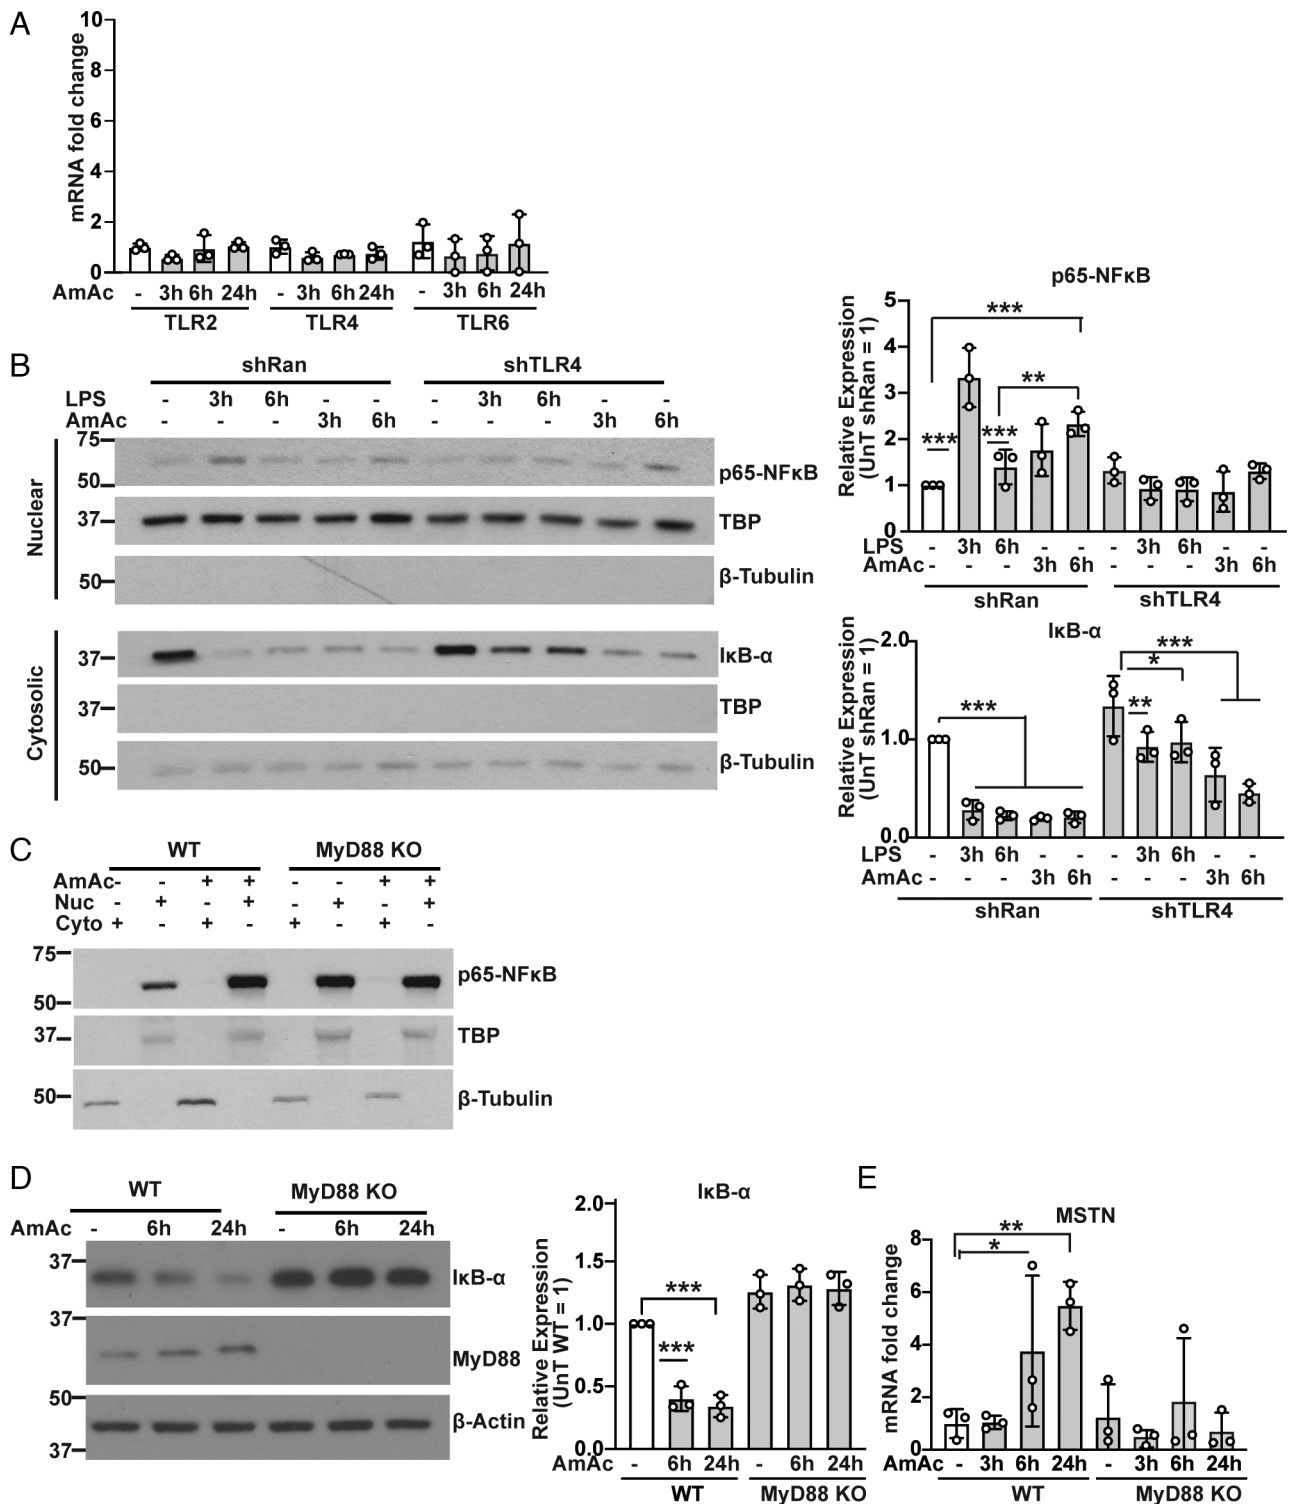 A
mRNA fold change
10
8
6
4
2
0
AmAc - 3h 6h 24h - 3h 6h 24h - 3h 6h 24h
TLR2 TLR4 TLR6
B
shRan shTLR4
LPS - 3h 6h - - - 3h 6h - -
AmAc - - - 3h 6h - - - 3h 6h
Nuclear
75
50
p65-NFκB
37
TBP
50
β-Tubulin
Cytosolic
37
IκB-α
37
TBP
50
β-Tubulin
p65-NFκB
Relative Expression
(UnT shRan = 1)
5
4
3
2
1
0
***
**
*** ***
LPS - 3h 6h - - - 3h 6h - -
AmAc - - - 3h 6h - - - 3h 6h
shRan shTLR4
IκB-α
Relative Expression
(UnT shRan = 1)
2.0
1.0
0.0
***
***
*
**
LPS - 3h 6h - - - 3h 6h - -
AmAc - - - 3h 6h - - - 3h 6h
shRan shTLR4
C
WT MyD88 KO
AmAc - - + + - - + +
Nuc - + - + - + - +
Cyto + - + - + - + -
75
50
p65-NFκB
37
TBP
50
β-Tubulin
D
WT MyD88 KO
AmAc - 6h 24h - 6h 24h
37
IκB-α
37
MyD88
50
β-Actin
37
IκB-α
Relative Expression
(UnT WT = 1)
2.0
1.5
1.0
0.5
0.0
***
***
AmAc - 6h 24h - 6h 24h
WT MyD88 KO
E
MSTN
mRNA fold change
8
6
4
2
0
**
*
AmAc - 3h 6h 24h - 3h 6h 24h
WT MyD88 KO